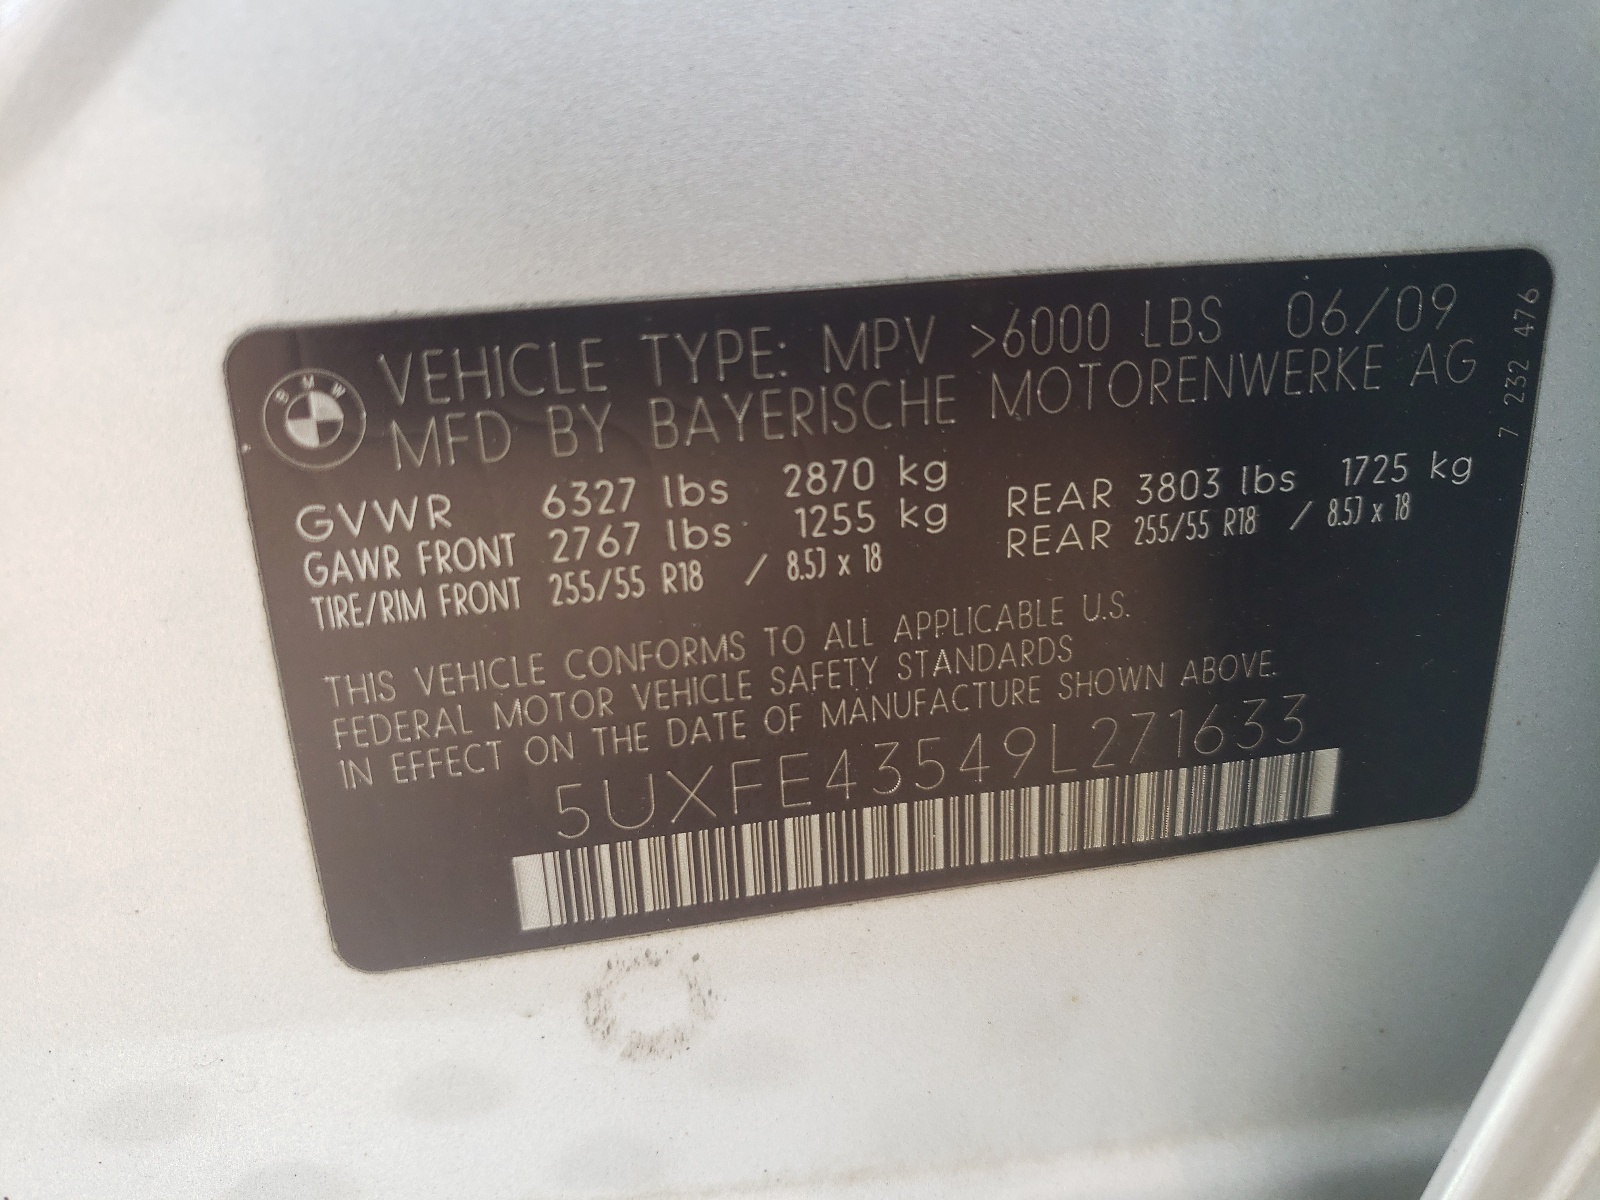 BMW
VEHICLE TYPE: MPV >6000 LBS 06/09
MFD BY BAYERISCHE MOTORENWERKE AG
7 232 476
GVWR 6327 lbs 2870 kg
GAWR FRONT 2767 lbs 1255 kg REAR 3803 lbs 1725 kg
TIRE/RIM FRONT 255/55 R18 / 8.5J x 18 REAR 255/55 R18 / 8.5J x 18
THIS VEHICLE CONFORMS TO ALL APPLICABLE U.S.
FEDERAL MOTOR VEHICLE SAFETY STANDARDS
IN EFFECT ON THE DATE OF MANUFACTURE SHOWN ABOVE.
5UXFE43549L271633